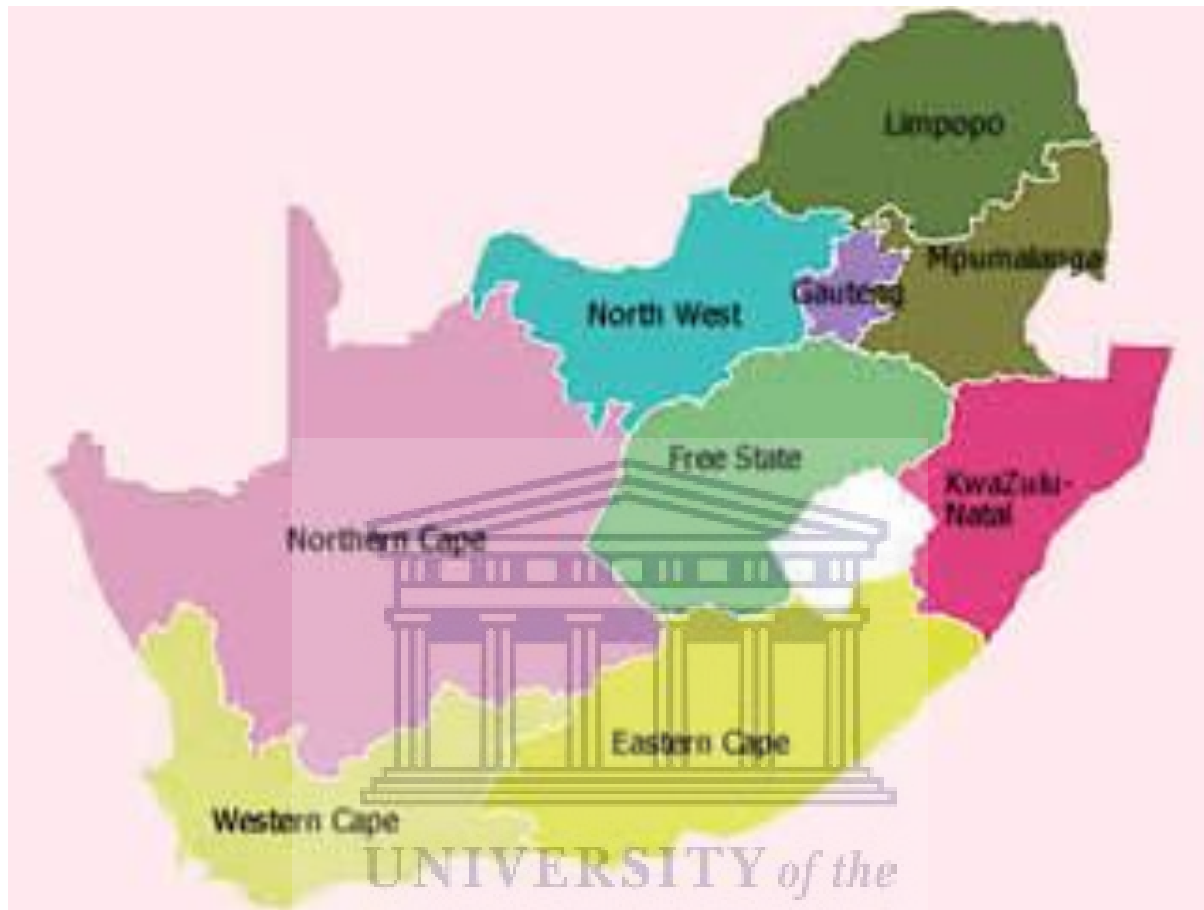 Limpopo
Mpumalanga
Gauteng
North West
Free State
KwaZulu-
Natal
Northern Cape
Eastern Cape
Western Cape
UNIVERSITY of the